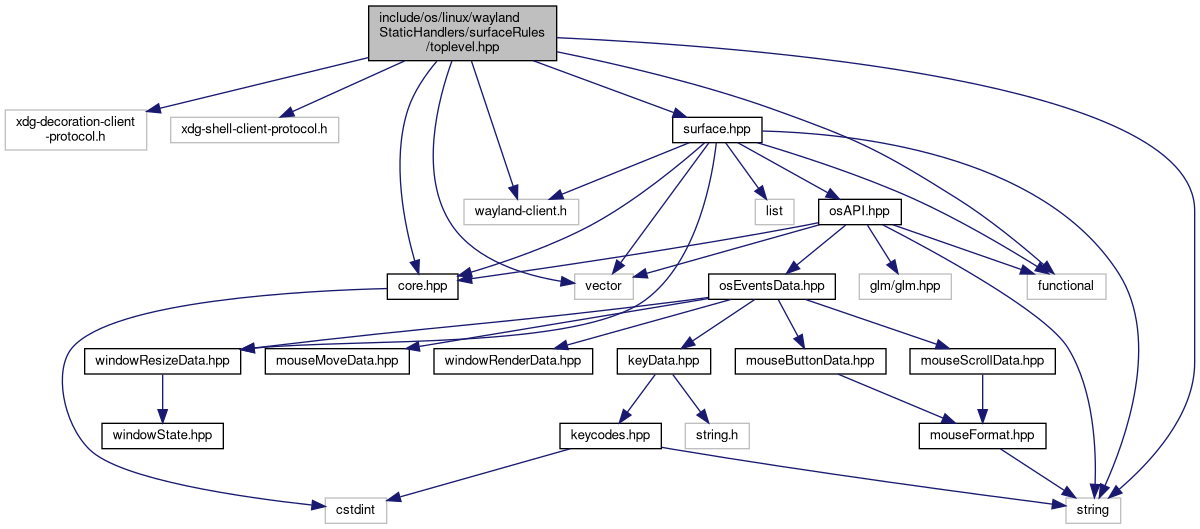 include/os/linux/wayland
StaticHandlers/surfaceRules
/toplevel.hpp
xdg-decoration-client
-protocol.h
xdg-shell-client-protocol.h
surface.hpp
wayland-client.h
list
osAPI.hpp
core.hpp
vector
osEventsData.hpp
glm/glm.hpp
functional
windowResizeData.hpp
mouseMoveData.hpp
windowRenderData.hpp
keyData.hpp
mouseButtonData.hpp
mouseScrollData.hpp
windowState.hpp
keycodes.hpp
string.h
mouseFormat.hpp
cstdint
string